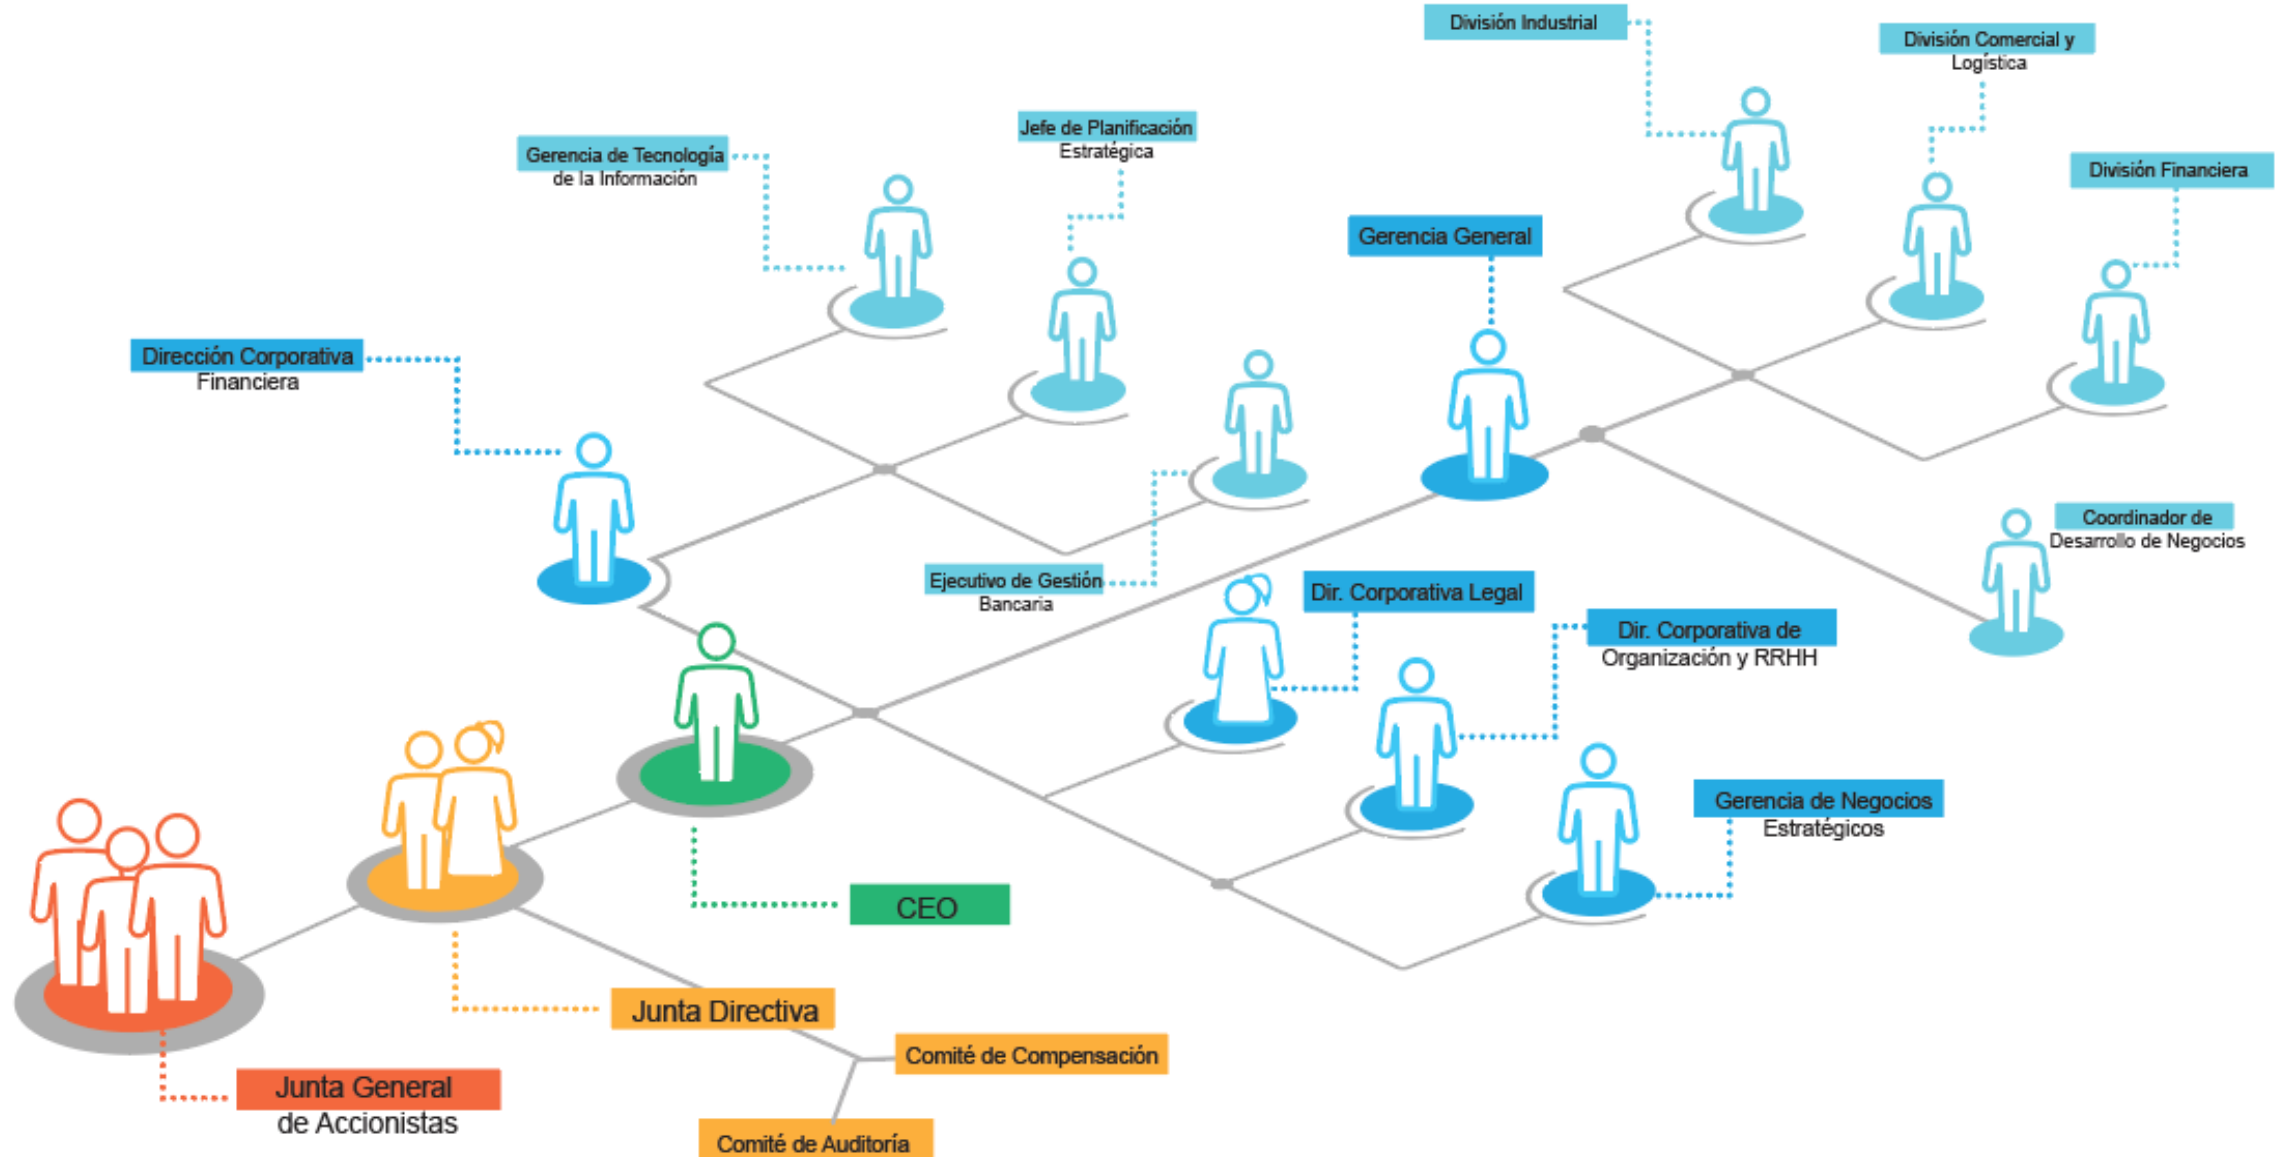 División Industrial
División Comercial y
Logística
Jefe de Planificación
Estratégica
Gerencia de Tecnología
de la Información
División Financiera
Gerencia General
Dirección Corporativa
Financiera
Coordinador de
Desarrollo de Negocios
Ejecutivo de Gestión
Bancaria
Dir. Corporativa Legal
Dir. Corporativa de
Organización y RRHH
Gerencia de Negocios
Estratégicos
CEO
Junta Directiva
Comité de Compensación
Junta General
de Accionistas
Comité de Auditoría